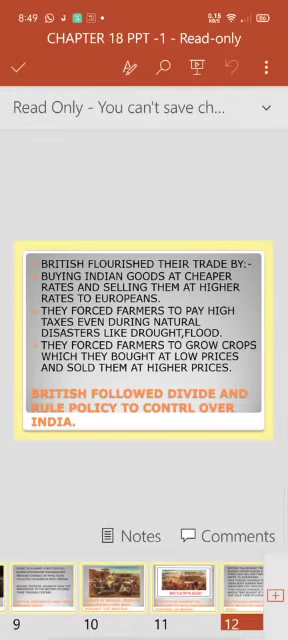 8:49
0.15
KB/S
86
CHAPTER 18 PPT -1 - Read-only
Read Only - You can't save ch...
BRITISH FLOURISHED THEIR TRADE BY:-
BUYING INDIAN GOODS AT CHEAPER
RATES AND SELLING THEM AT HIGHER
RATES TO EUROPEANS.
THEY FORCED FARMERS TO PAY HIGH
TAXES EVEN DURING NATURAL
DISASTERS LIKE DROUGHT,FLOOD.
THEY FORCED FARMERS TO GROW CROPS
WHICH THEY BOUGHT AT LOW PRICES
AND SOLD THEM AT HIGHER PRICES.
BRITISH FOLLOWED DIVIDE AND
RULE POLICY TO CONTRL OVER
INDIA.
Notes
Comments
BATTLE OF PLASSEY
9
10
11
12